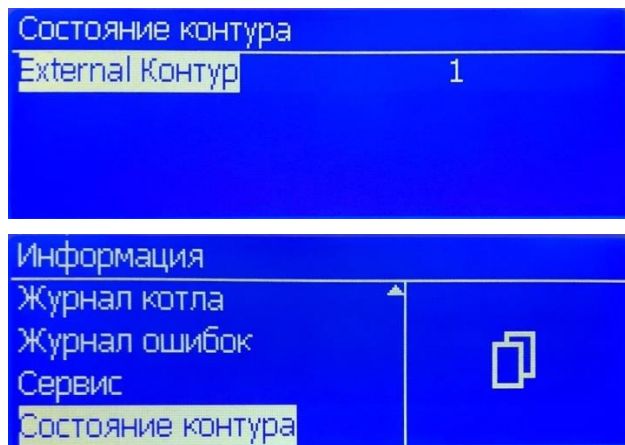 Состояние контура
External Контур 1
Информация
Журнал котла
Журнал ошибок
Сервис
Состояние контура